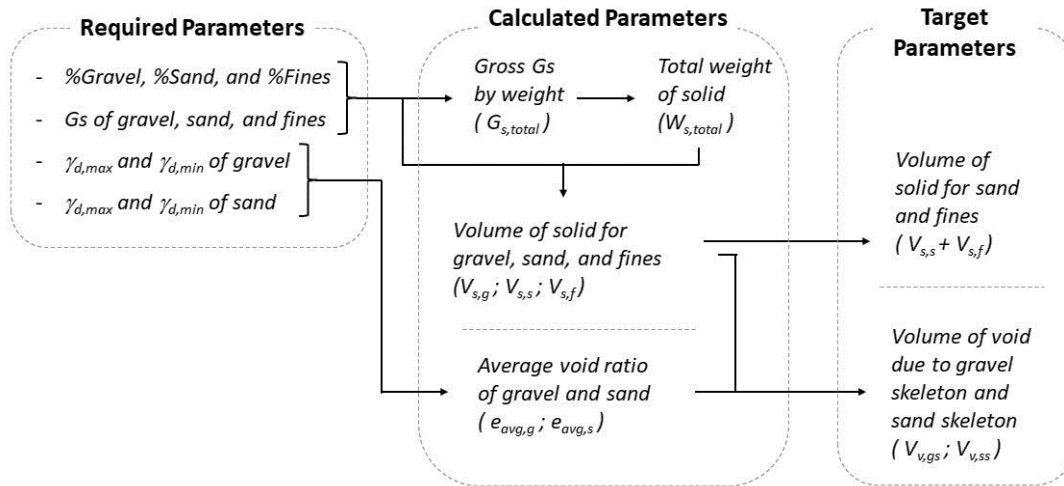 Required Parameters
- %Gravel, %Sand, and %Fines
- Gs of gravel, sand, and fines
- γd,max and γd,min of gravel
- γd,max and γd,min of sand
Calculated Parameters
Gross Gs
by weight
( Gs,total )
Total weight
of solid
(Ws,total )
Volume of solid for
gravel, sand, and fines
(Vs,g ; Vs,s ; Vs,f )
Average void ratio
of gravel and sand
( eavg,g ; eavg,s )
Target
Parameters
Volume of
solid for sand
and fines
( Vs,s + Vs,f )
Volume of void
due to gravel
skeleton and
sand skeleton
( Vv,gs ; Vv,ss )